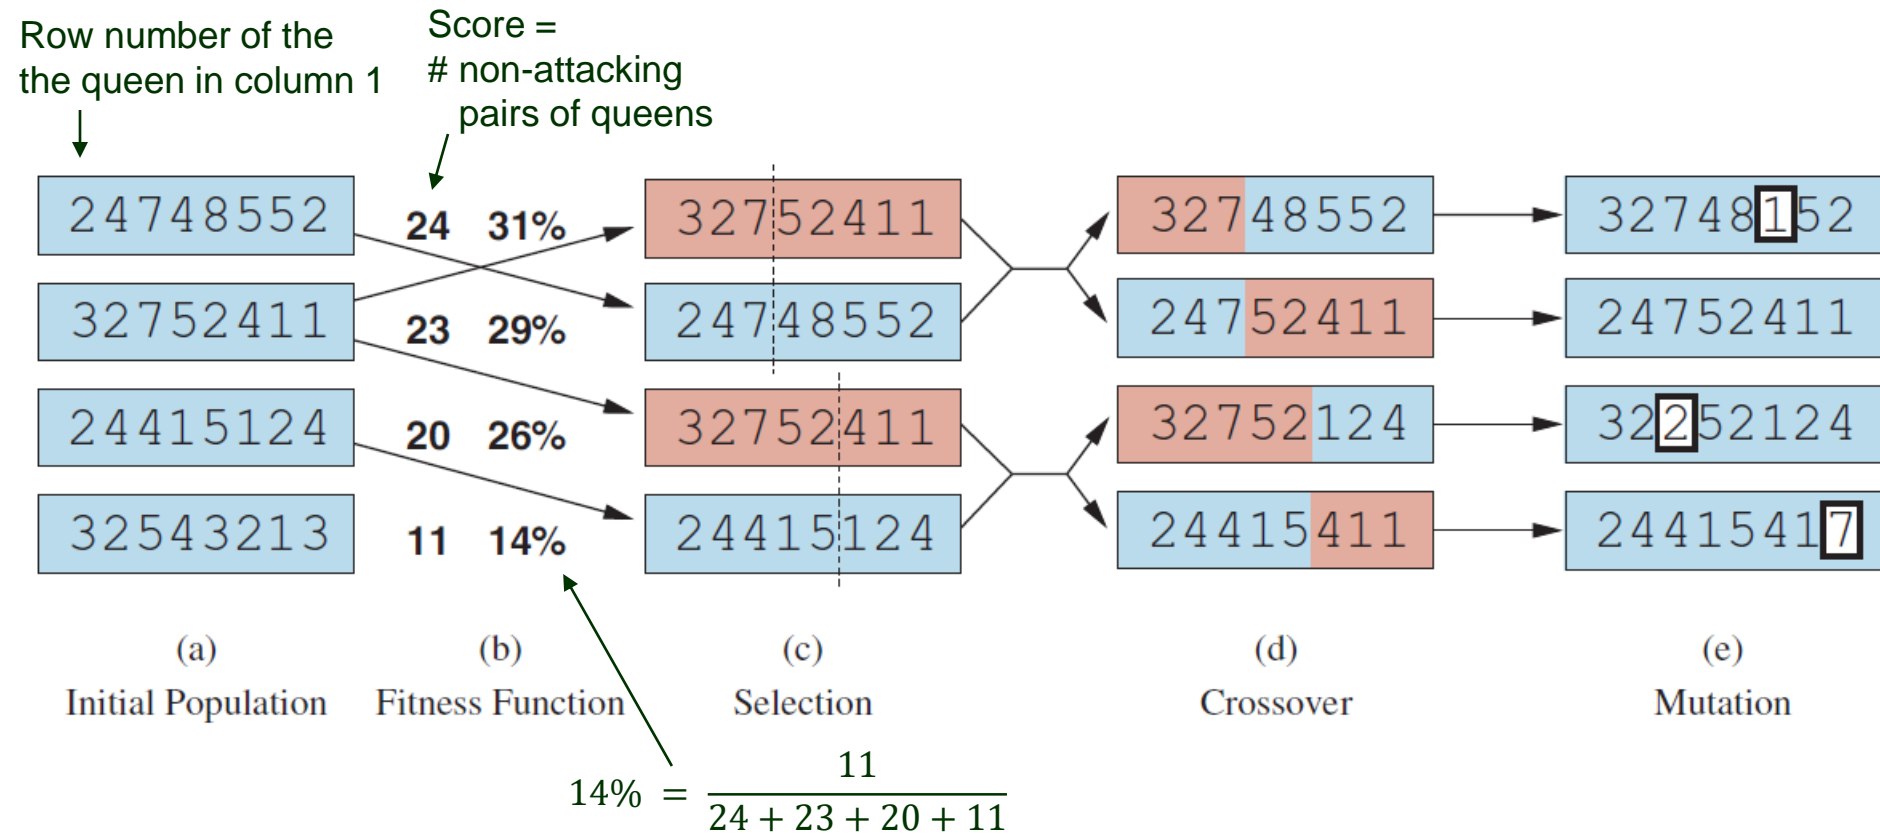 Row number of the
the queen in column 1
Score =
# non-attacking
pairs of queens
24748552
32752411
24415124
32543213
24 31%
23 29%
20 26%
11 14%
32752411
24748552
32752411
24415124
32748552
24752411
32752124
24415411
32748152
24752411
32252124
24415417
(a)
Initial Population
(b)
Fitness Function
(c)
Selection
(d)
Crossover
(e)
Mutation
14% = 11
24 + 23 + 20 + 11